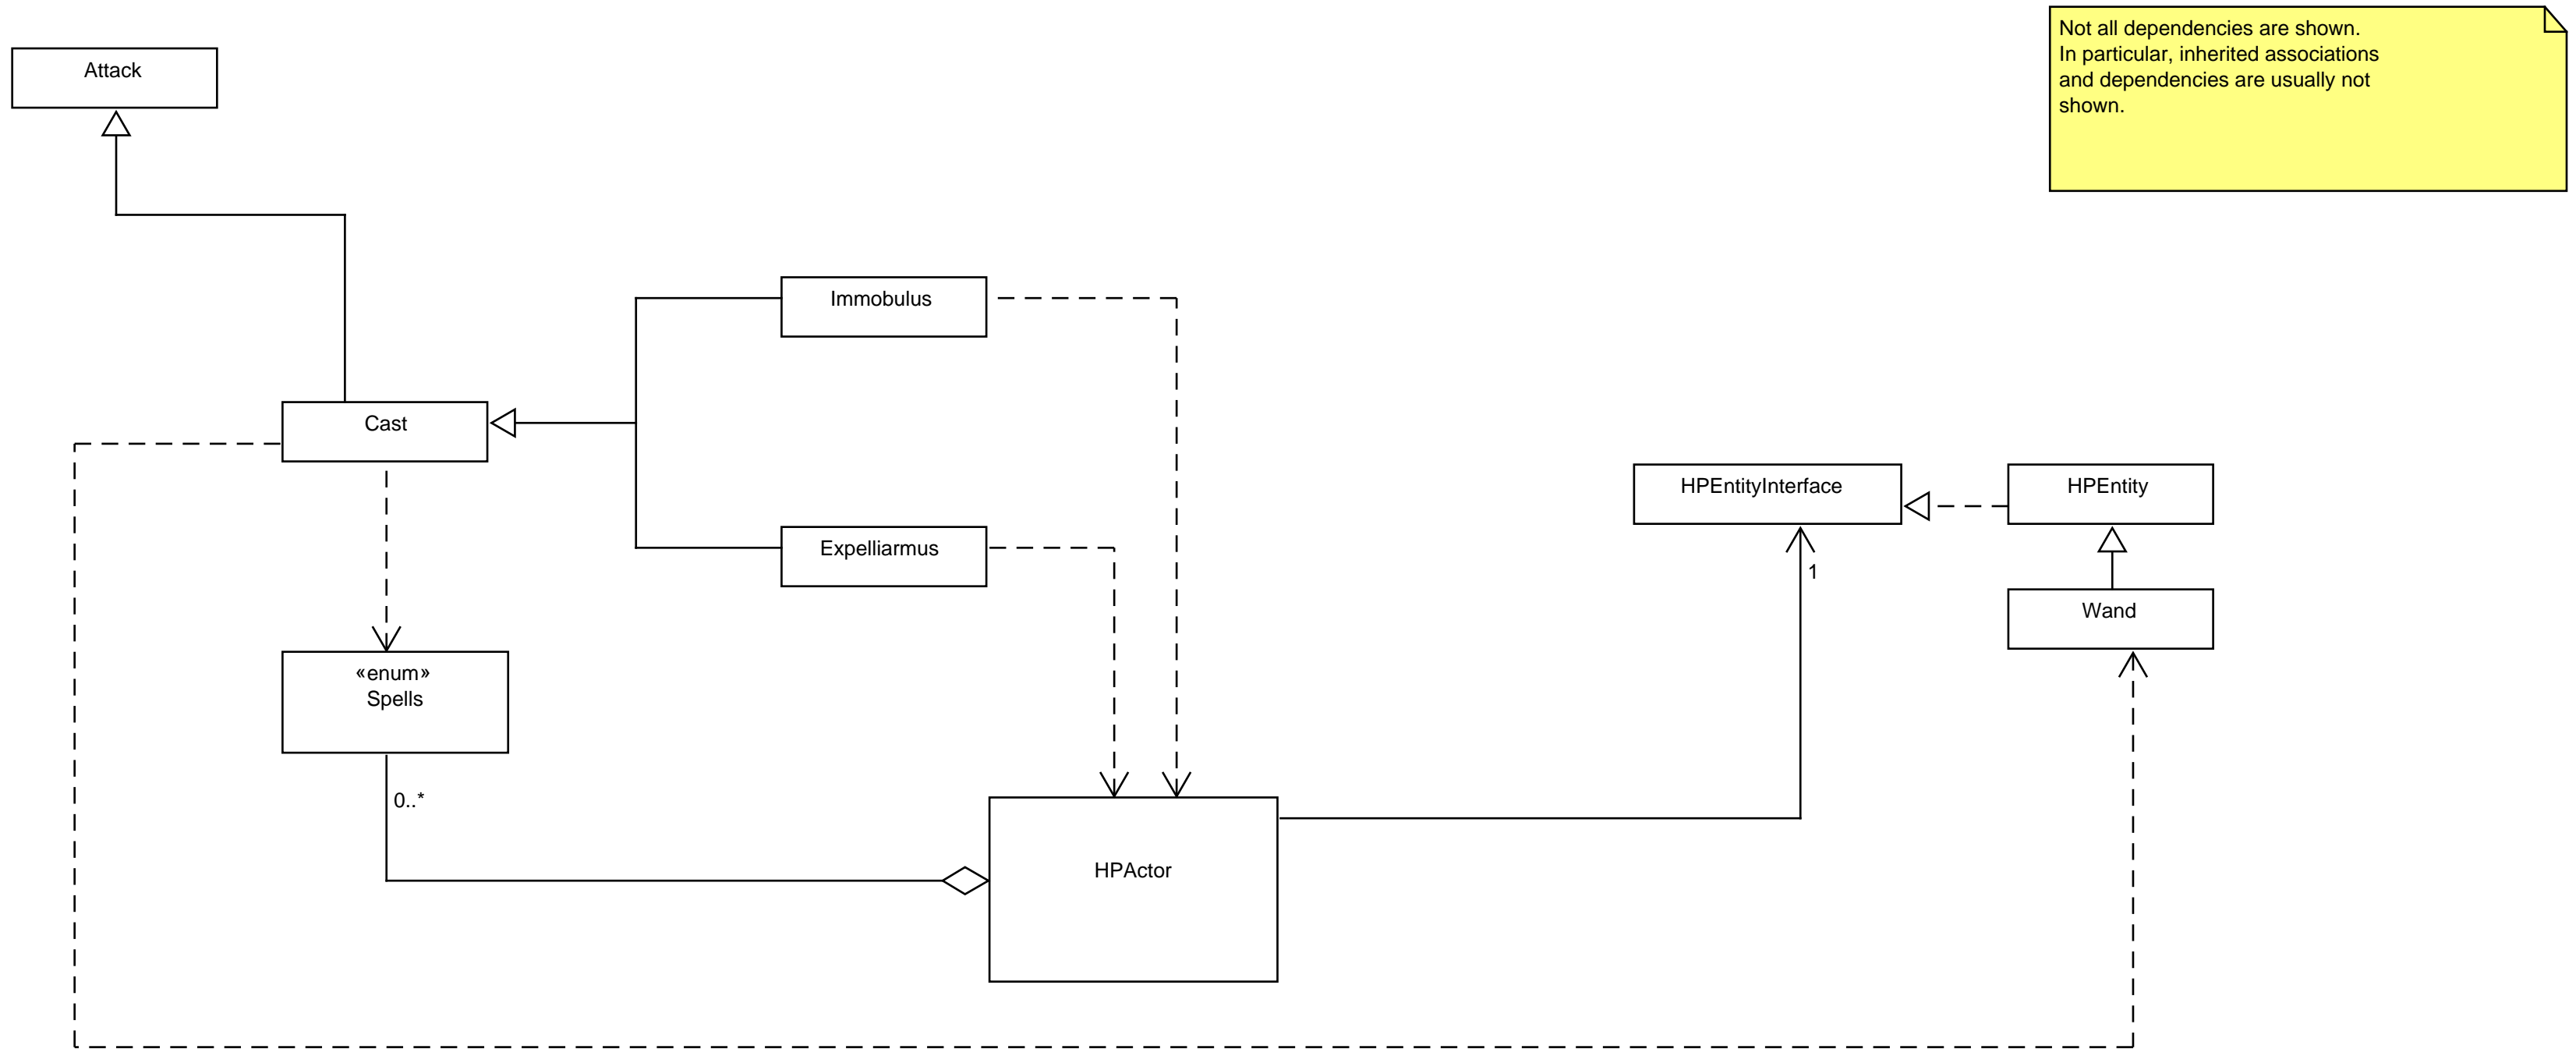 Not all dependencies are shown.
In particular, inherited associations
and dependencies are usually not
shown.
Attack
Immobulus
Cast
HPEntityInterface
HPEntity
Expelliarmus
1
Wand
«enum»
Spells
0..*
HPActor